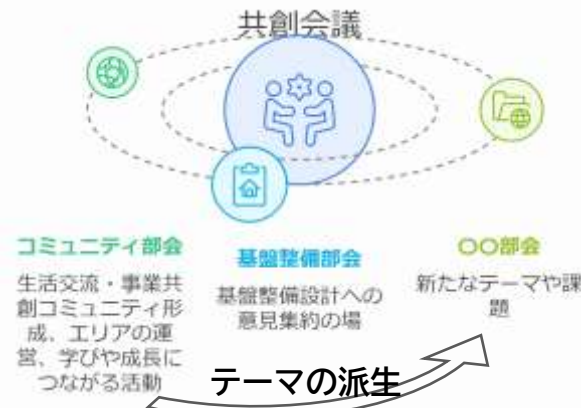 共創会議
コミュニティ部会
生活交流・事業共
創コミュニティ形
成、エリアの運
営、学びや成長に
つながる活動
基盤整備部会
基盤整備設計への
意見集約の場
〇〇部会
新たなテーマや課
題
テーマの派生